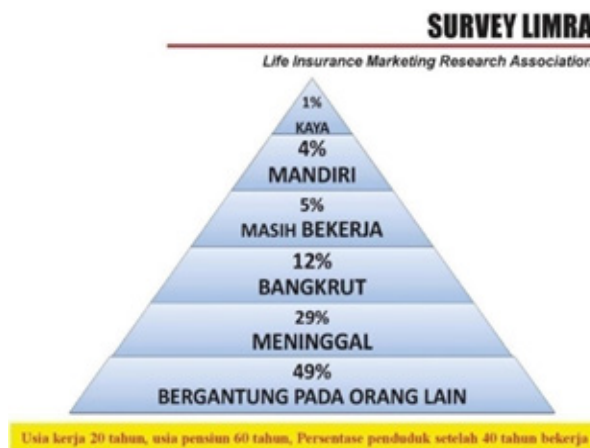 SURVEY LIMRA
Life Insurance Marketing Research Association
1%
KAYA
4%
MANDIRI
5%
MASIH BEKERJA
12%
BANGKRUT
29%
MENINGGAL
49%
BERGANTUNG PADA ORANG LAIN
Usia kerja 20 tahun, usia pensiun 60 tahun, Persentase penduduk setelah 40 tahun bekerja